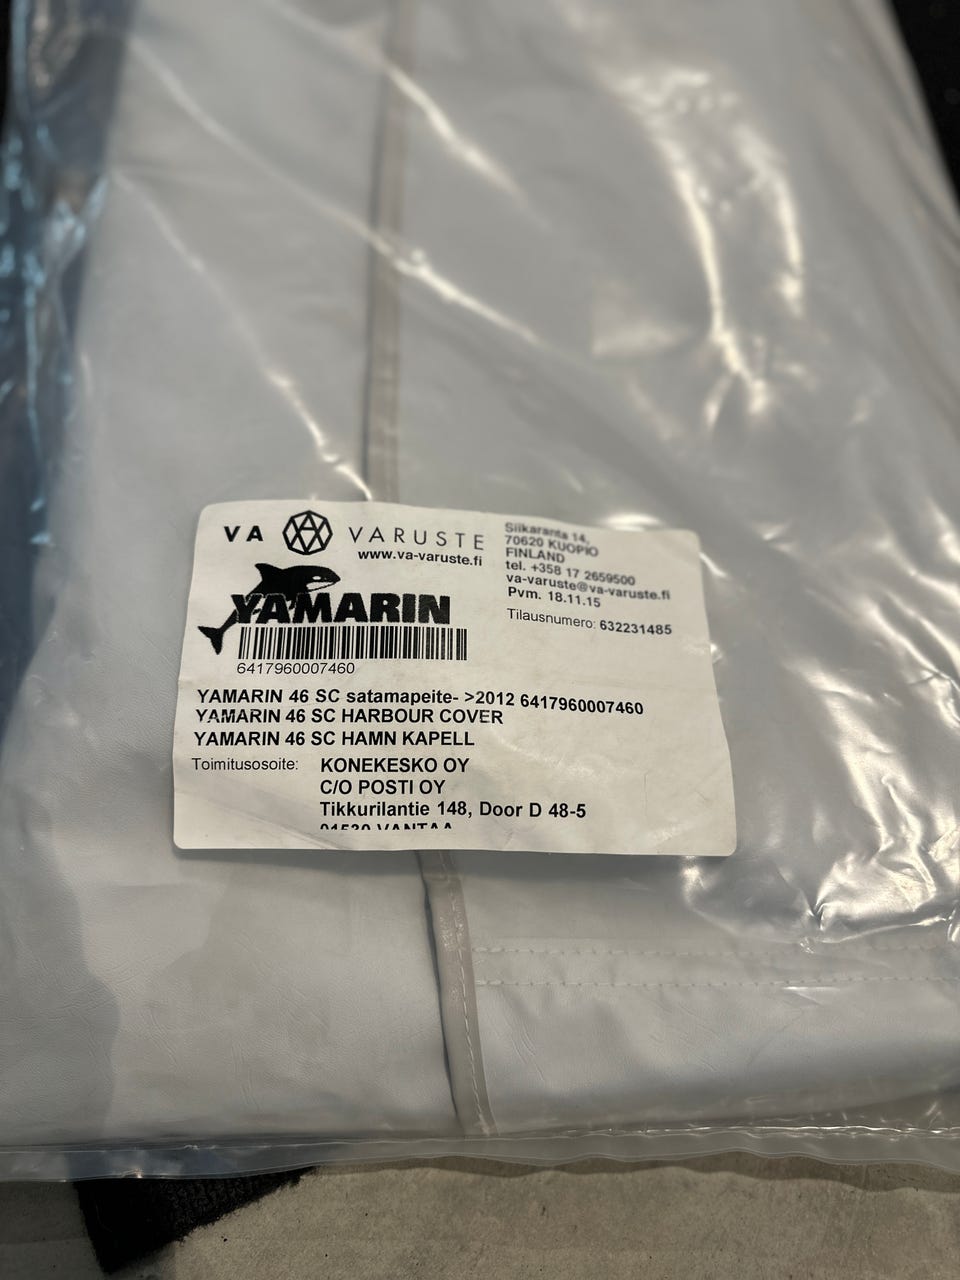 VA VARUSTE
www.va-varuste.fi
Siikaranta 14,
70620 KUOPIO
FINLAND
tel. +358 17 2659500
va-varuste@va-varuste.fi
Pvm. 18.11.15
Tilausnumero: 632231485
YAMARIN
6417960007460
YAMARIN 46 SC satamapeite- >2012 6417960007460
YAMARIN 46 SC HARBOUR COVER
YAMARIN 46 SC HAMN KAPELL
Toimitusosoite: KONEKESKO OY
C/O POSTI OY
Tikkurilantie 148, Door D 48-5
01530 VANTAA